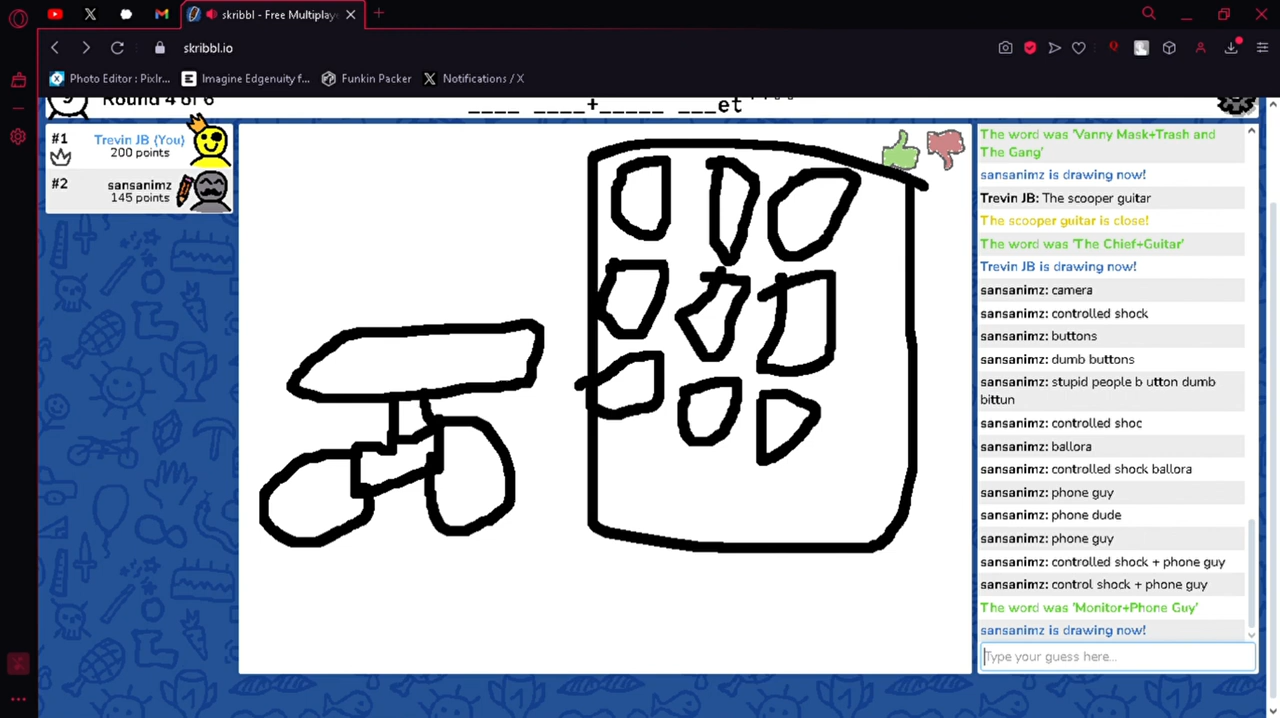 skribbl - Free Multiplaye
skribbl.io
Photo Editor : Pixlr...
Imagine Edgenuity f...
Funkin Packer
Notifications / X
Round 4 of 6
____ ____+_____ ___et
#1
Trevin JB {You}
200 points
#2
sansanimz
145 points
The word was 'Vanny Mask+Trash and
The Gang'
sansanimz is drawing now!
Trevin JB: The scooper guitar
The scooper guitar is close!
The word was 'The Chief+Guitar'
Trevin JB is drawing now!
sansanimz: camera
sansanimz: controlled shock
sansanimz: buttons
sansanimz: dumb buttons
sansanimz: stupid people b utton dumb
bittun
sansanimz: controlled shoc
sansanimz: ballora
sansanimz: controlled shock ballora
sansanimz: phone guy
sansanimz: phone dude
sansanimz: phone guy
sansanimz: controlled shock + phone guy
sansanimz: control shock + phone guy
The word was 'Monitor+Phone Guy'
sansanimz is drawing now!
Type your guess here...